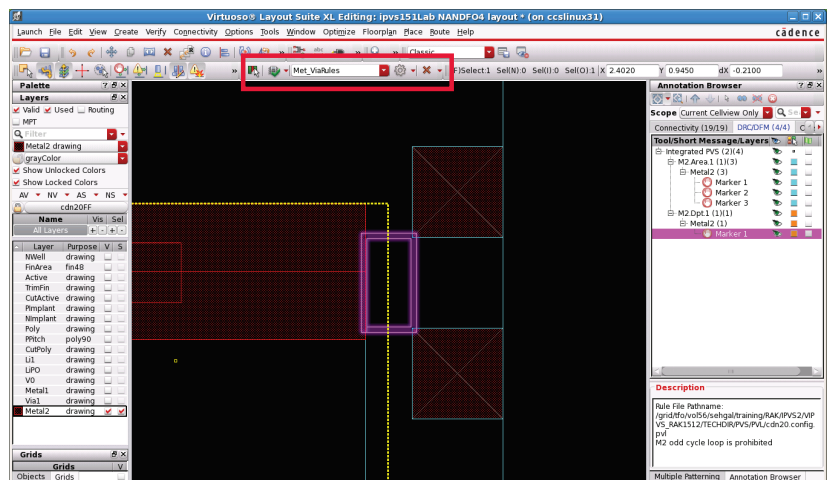 Virtuoso® Layout Suite XL Editing: ipvs151Lab NANDFO4 layout * (on ccslinux31)
Launch File Edit View Create Verify Connectivity Options Tools Window Optimize Floorplan Place Route Help cādence
Classic
Met_ViaRules
F)Select:1 Sel(N):0 Sel(I):0 Sel(O):1 X 2.4020 Y 0.9450 dX -0.2100
Palette
Layers
Valid Used Routing
MPT
Filter
Metal2 drawing
grayColor
Show Unlocked Colors
Show Locked Colors
AV NV AS NS
cdn20FF
Name Vis Sel
All Layers + - + -
Layer Purpose V S
NWell drawing
FinArea fin48
Active drawing
TrimFin drawing
CutActive drawing
PImplant drawing
NImplant drawing
Poly drawing
PPitch poly90
CutPoly drawing
Li1 drawing
LiPO drawing
V0 drawing
Metal1 drawing
Via1 drawing
Metal2 drawing
Grids
Grids V
Objects Grids
Annotation Browser
Scope Current Cellview Only
Connectivity (19/19) DRC/DFM (4/4)
Tool/Short Message/Layers
Integrated PVS (2)(4)
M2.Area.1 (1)(3)
Metal2 (3)
Marker 1
Marker 2
Marker 3
M2.Dpt.1 (1)(1)
Metal2 (1)
Marker 1
Description
Rule File Pathname:
/grid/tfo/vol56/sehgal/training/RAK/IPVS2/VIP
VS_RAK1512/TECHDIR/PVS/PVL/cdn20.config.
pvl
M2 odd cycle loop is prohibited
Multiple Patterning Annotation Browser